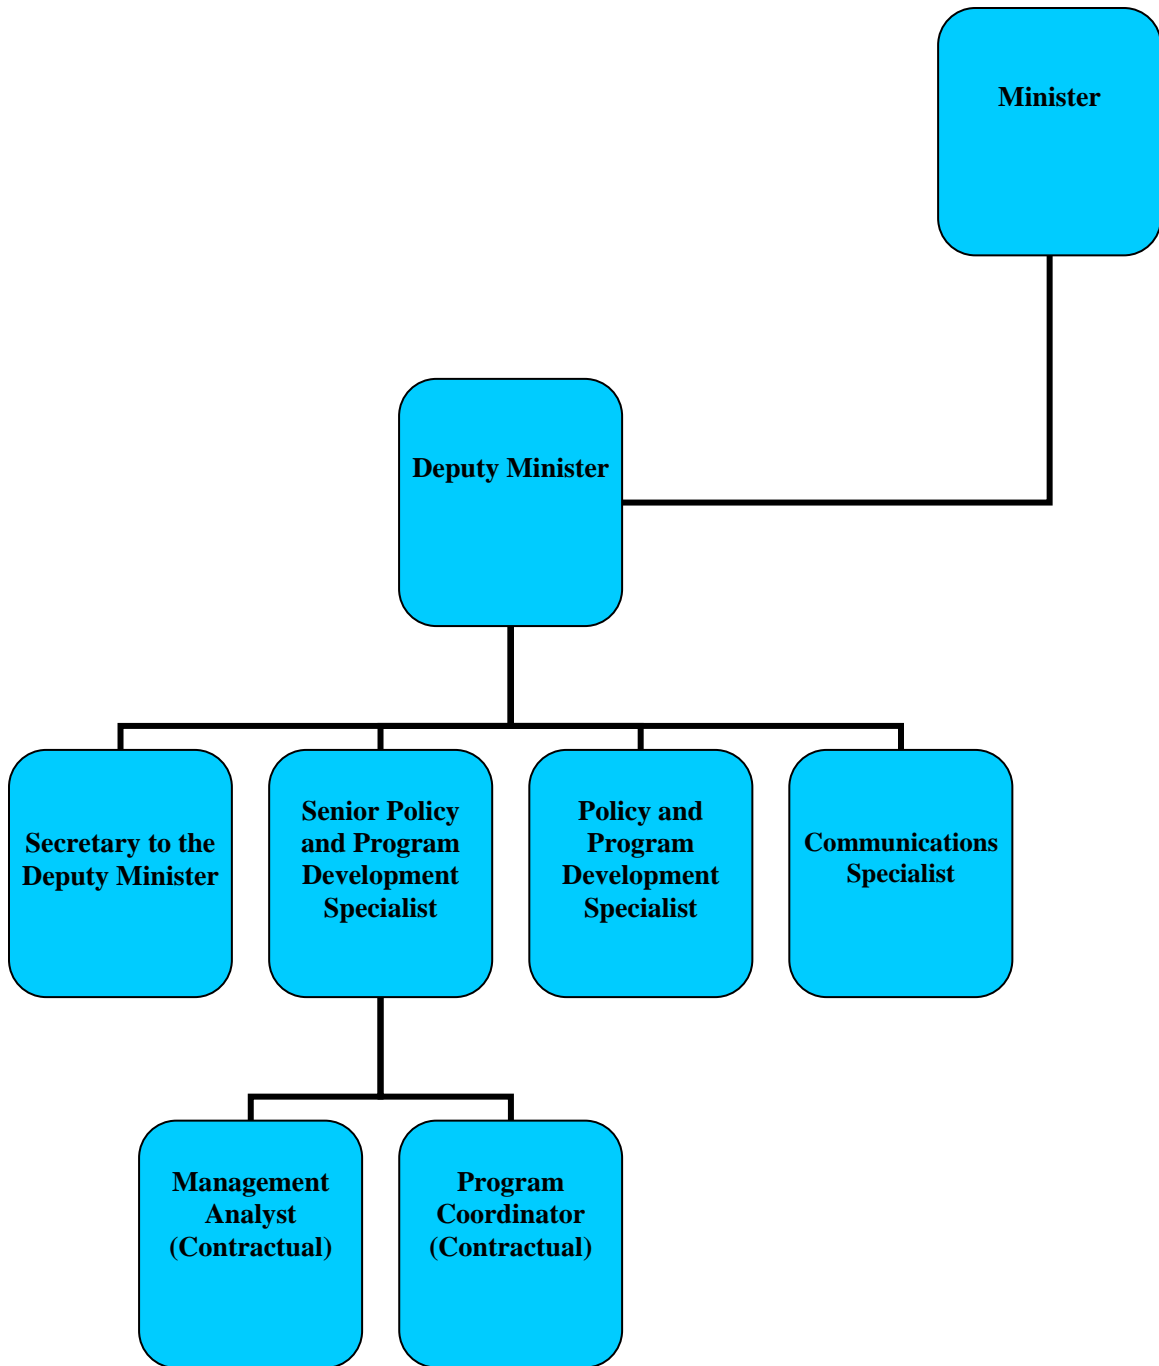 Minister
Deputy Minister
Secretary to the
Deputy Minister
Senior Policy
and Program
Development
Specialist
Policy and
Program
Development
Specialist
Communications
Specialist
Management
Analyst
(Contractual)
Program
Coordinator
(Contractual)